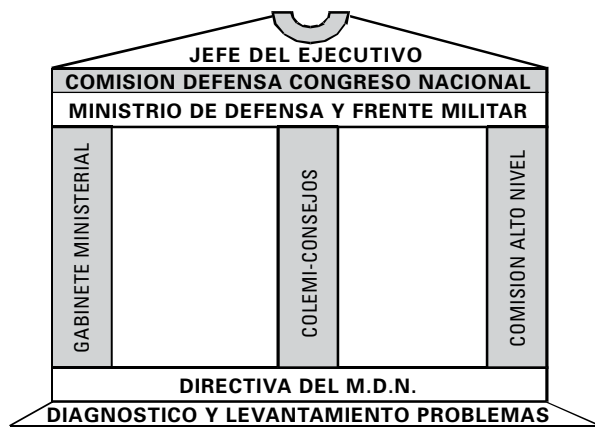 JEFE DEL EJECUTIVO
COMISION DEFENSA CONGRESO NACIONAL
MINISTRIO DE DEFENSA Y FRENTE MILITAR
GABINETE MINISTERIAL
COLEMI-CONSEJOS
COMISION ALTO NIVEL
DIRECTIVA DEL M.D.N.
DIAGNOSTICO Y LEVANTAMIENTO PROBLEMAS